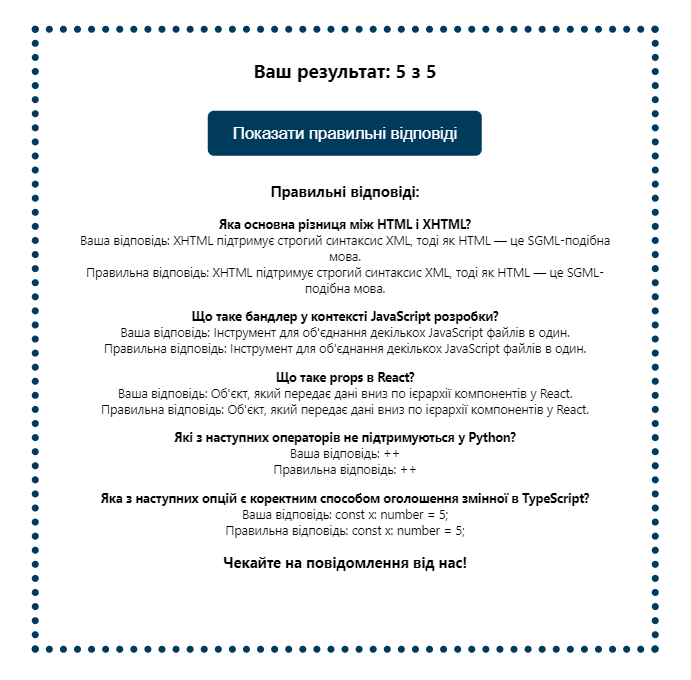 Ваш результат: 5 з 5
Показати правильні відповіді
Правильні відповіді:
Яка основна різниця між HTML і XHTML?
Ваша відповідь: XHTML підтримує строгий синтаксис XML, тоді як HTML — це SGML-подібна
мова.
Правильна відповідь: XHTML підтримує строгий синтаксис XML, тоді як HTML — це SGML-
подібна мова.
Що таке бандлер у контексті JavaScript розробки?
Ваша відповідь: Інструмент для об'єднання декількох JavaScript файлів в один.
Правильна відповідь: Інструмент для об'єднання декількох JavaScript файлів в один.
Що таке props в React?
Ваша відповідь: Об'єкт, який передає дані вниз по ієрархії компонентів у React.
Правильна відповідь: Об'єкт, який передає дані вниз по ієрархії компонентів у React.
Які з наступних операторів не підтримуються у Python?
Ваша відповідь: ++
Правильна відповідь: ++
Яка з наступних опцій є коректним способом оголошення змінної в TypeScript?
Ваша відповідь: const x: number = 5;
Правильна відповідь: const x: number = 5;
Чекайте на повідомлення від нас!